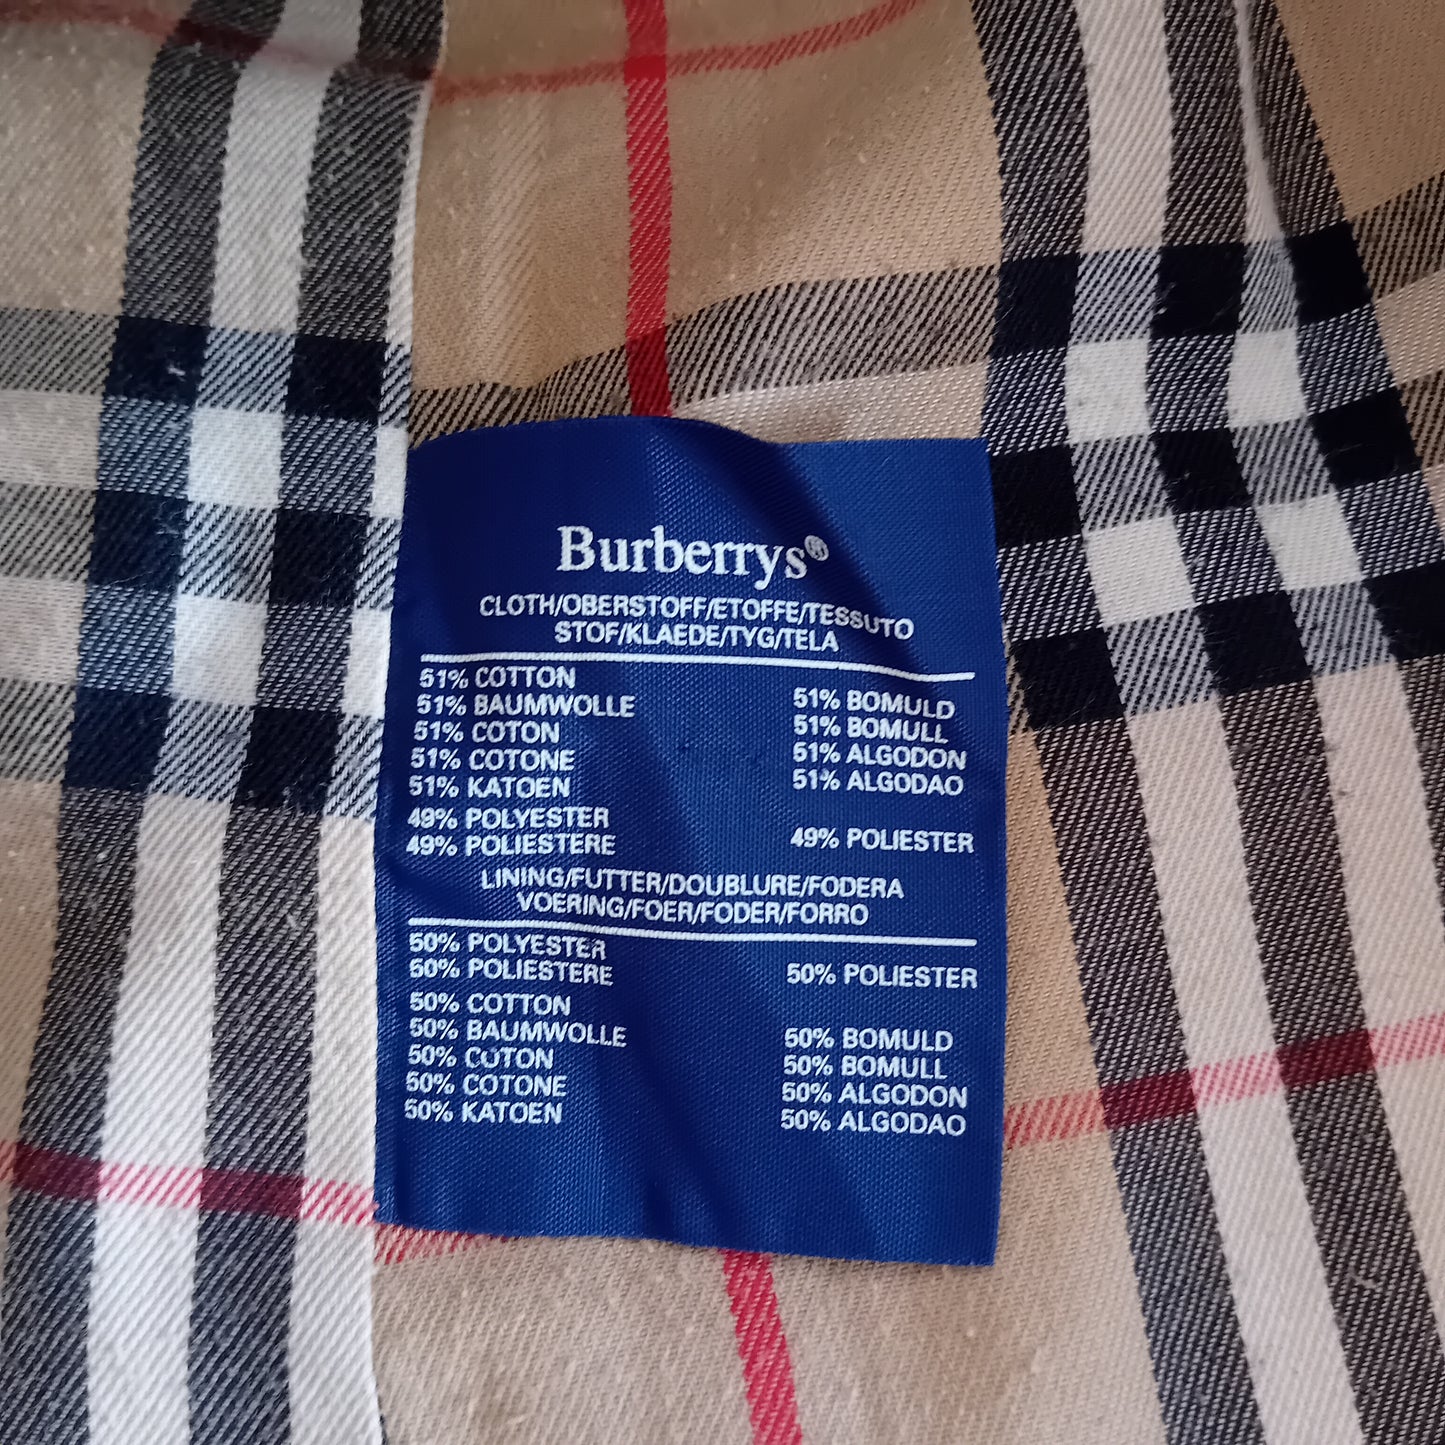 Burberrys®
CLOTH/OBERSTOFF/ETOFFE/TESSUTO
STOF/KLAEDE/TYG/TELA
51% COTTON
51% BAUMWOLLE 51% BOMULD
51% COTON 51% BOMULL
51% COTONE 51% ALGODON
51% KATOEN 51% ALGODAO
49% POLYESTER
49% POLIESTERE 49% POLIESTER
LINING/FUTTER/DOUBLURE/FODERA
VOERING/FOER/FODER/FORRO
50% POLYESTER
50% POLIESTERE 50% POLIESTER
50% COTTON
50% BAUMWOLLE 50% BOMULD
50% COTON 50% BOMULL
50% COTONE 50% ALGODON
50% KATOEN 50% ALGODAO